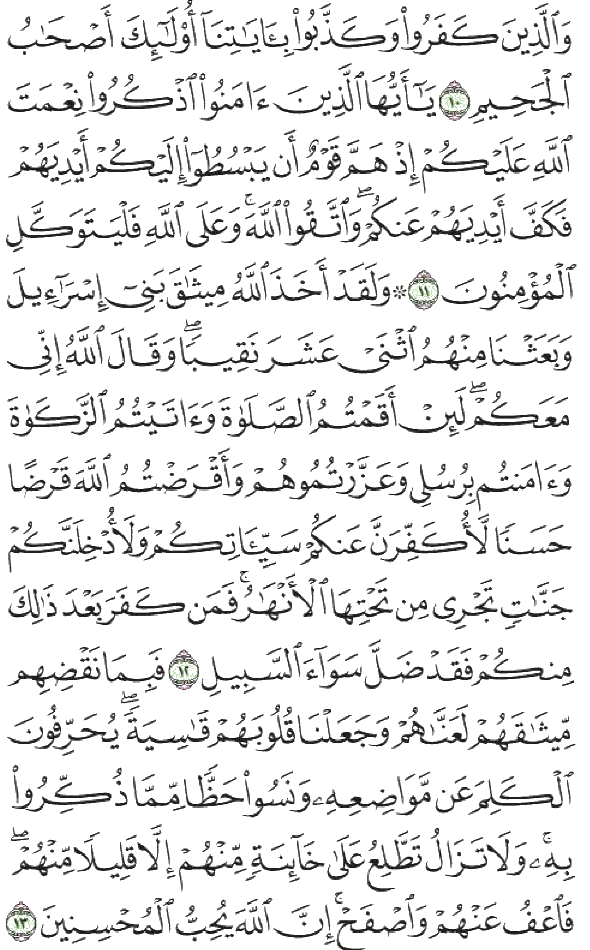 وَالَّذِينَ كَفَرُوا۟ وَكَذَّبُوا۟ بِـَٔايَـٰتِنَآ أُو۟لَـٰٓئِكَ أَصْحَـٰبُ
ٱلْجَحِيمِ ١٠ يَـٰٓأَيُّهَا ٱلَّذِينَ ءَامَنُوا۟ ٱذْكُرُوا۟ نِعْمَتَ
ٱللَّهِ عَلَيْكُمْ إِذْ هَمَّ قَوْمٌ أَن يَبْسُطُوٓا۟ إِلَيْكُمْ أَيْدِيَهُمْ
فَكَفَّ أَيْدِيَهُمْ عَنكُمْ ۖ وَٱتَّقُوا۟ ٱللَّهَ ۚ وَعَلَى ٱللَّهِ فَلْيَتَوَكَّلِ
ٱلْمُؤْمِنُونَ ١١ ۞ وَلَقَدْ أَخَذَ ٱللَّهُ مِيثَـٰقَ بَنِىٓ إِسْرَٰٓءِيلَ
وَبَعَثْنَا مِنْهُمُ ٱثْنَىْ عَشَرَ نَقِيبًا ۖ وَقَالَ ٱللَّهُ إِنِّى
مَعَكُمْ ۖ لَئِنْ أَقَمْتُمُ ٱلصَّلَوٰةَ وَءَاتَيْتُمُ ٱلزَّكَوٰةَ
وَءَامَنتُم بِرُسُلِى وَعَزَّرْتُمُوهُمْ وَأَقْرَضْتُمُ ٱللَّهَ قَرْضًا
حَسَنًا لَّأُكَفِّرَنَّ عَنكُمْ سَيِّـَٔاتِكُمْ وَلَأُدْخِلَنَّكُمْ
جَنَّـٰتٍ تَجْرِى مِن تَحْتِهَا ٱلْأَنْهَـٰرُ ۚ فَمَن كَفَرَ بَعْدَ ذَٰلِكَ
مِنكُمْ فَقَدْ ضَلَّ سَوَآءَ ٱلسَّبِيلِ ١٢ فَبِمَا نَقْضِهِم
مِّيثَـٰقَهُمْ لَعَنَّـٰهُمْ وَجَعَلْنَا قُلُوبَهُمْ قَـٰسِيَةً ۖ يُحَرِّفُونَ
ٱلْكَلِمَ عَن مَّوَاضِعِهِۦ ۙ وَنَسُوا۟ حَظًّا مِّمَّا ذُكِّرُوا۟
بِهِۦ ۚ وَلَا تَزَالُ تَطَّلِعُ عَلَىٰ خَآئِنَةٍ مِّنْهُمْ إِلَّا قَلِيلًا مِّنْهُمْ ۖ
فَٱعْفُ عَنْهُمْ وَٱصْفَحْ ۚ إِنَّ ٱللَّهَ يُحِبُّ ٱلْمُحْسِنِينَ ١٣